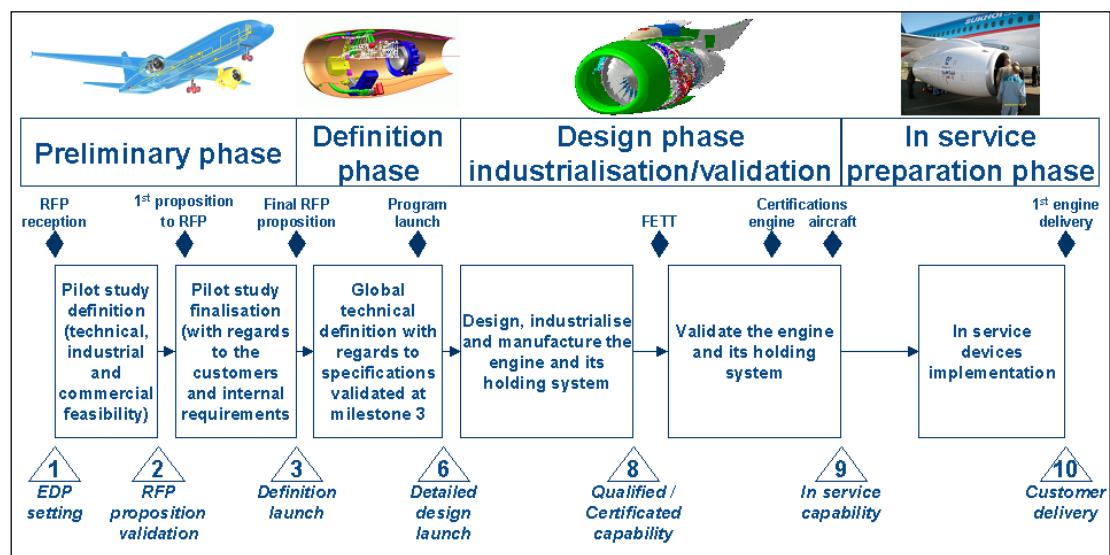 SUKHOI
Preliminary phase
Definition
phase
Design phase
industrialisation/validation
In service
preparation phase
RFP
reception
1st proposition
to RFP
Final RFP
proposition
Program
launch
FETT
Certifications
engine aircraft
1st engine
delivery
Pilot study
definition
(technical,
industrial
and
commercial
feasibility)
Pilot study
finalisation
(with regards
to the
customers
and internal
requirements
Global
technical
definition with
regards to
specifications
validated at
milestone 3
Design, industrialise
and manufacture the
engine and its
holding system
Validate the engine
and its holding
system
In service
devices
implementation
1
EDP
setting
2
RFP
proposition
validation
3
Definition
launch
6
Detailed
design
launch
8
Qualified /
Certificated
capability
9
In service
capability
10
Customer
delivery